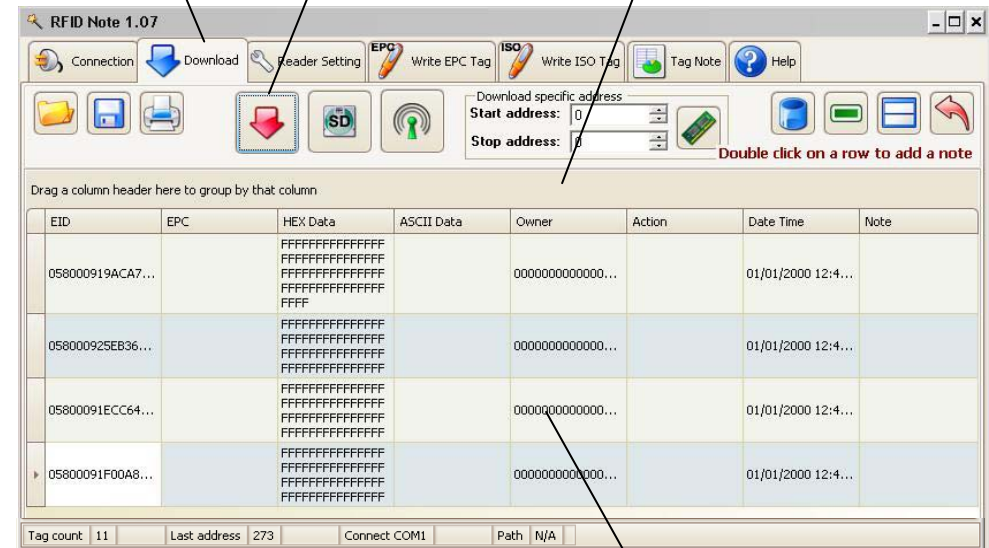 RFID Note 1.07
Connection Download Reader Setting EPC Write EPC Tag ISO Write ISO Tag Tag Note Help
SD
Download specific address
Start address: 0
Stop address: 0
Double click on a row to add a note
Drag a column header here to group by that column
EID EPC HEX Data ASCII Data Owner Action Date Time Note
FFFFFFFFFFFFFFF
FFFFFFFFFFFFFFF
058000919ACA7... FFFFFFFFFFFFFFF 0000000000000... 01/01/2000 12:4...
FFFFFFFFFFFFFFF
FFFF
FFFFFFFFFFFFFFF
FFFFFFFFFFFFFFF
058000925EB36... FFFFFFFFFFFFFFF 0000000000000... 01/01/2000 12:4...
FFFFFFFFFFFFFFF
FFFFFFFFFFFFFFF
FFFFFFFFFFFFFFF
05800091ECC64... FFFFFFFFFFFFFFF 0000000000000... 01/01/2000 12:4...
FFFFFFFFFFFFFFF
FFFFFFFFFFFFFFF
FFFFFFFFFFFFFFF
05800091F00A8... FFFFFFFFFFFFFFF 0000000000000... 01/01/2000 12:4...
FFFFFFFFFFFFFFF
Tag count 11 Last address 273 Connect COM1 Path N/A